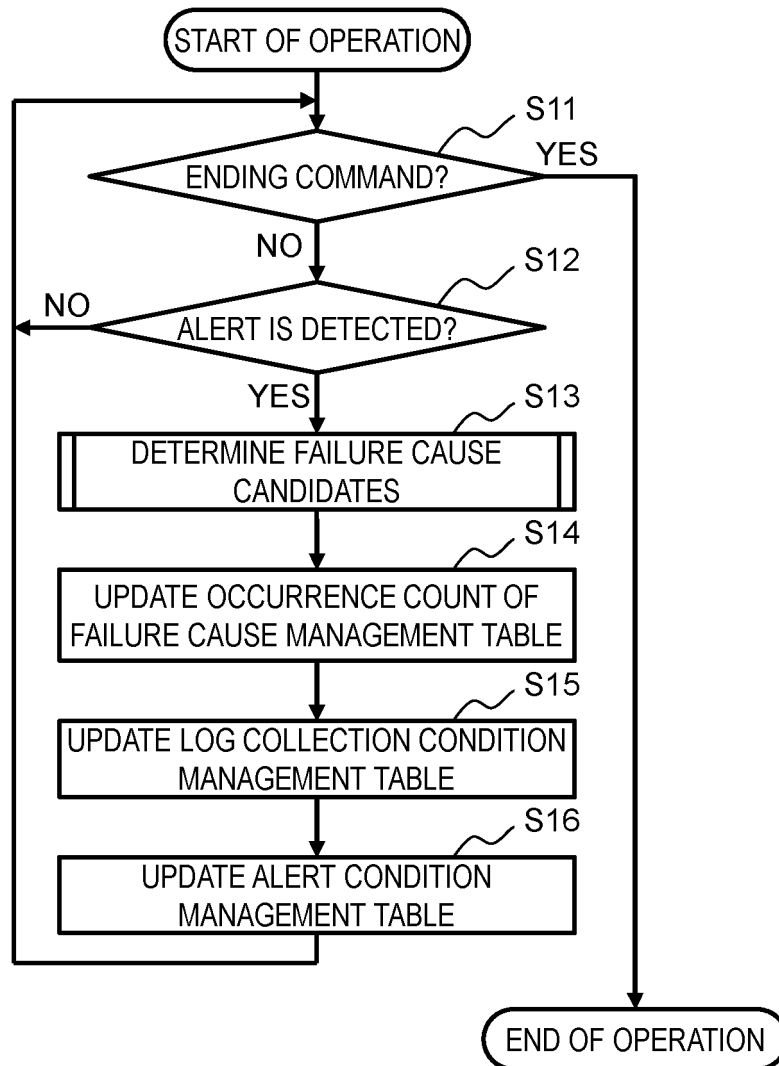 START OF OPERATION
S11
ENDING COMMAND?
YES
NO
S12
NO
ALERT IS DETECTED?
YES
S13
DETERMINE FAILURE CAUSE
CANDIDATES
S14
UPDATE OCCURRENCE COUNT OF
FAILURE CAUSE MANAGEMENT TABLE
S15
UPDATE LOG COLLECTION CONDITION
MANAGEMENT TABLE
S16
UPDATE ALERT CONDITION
MANAGEMENT TABLE
END OF OPERATION